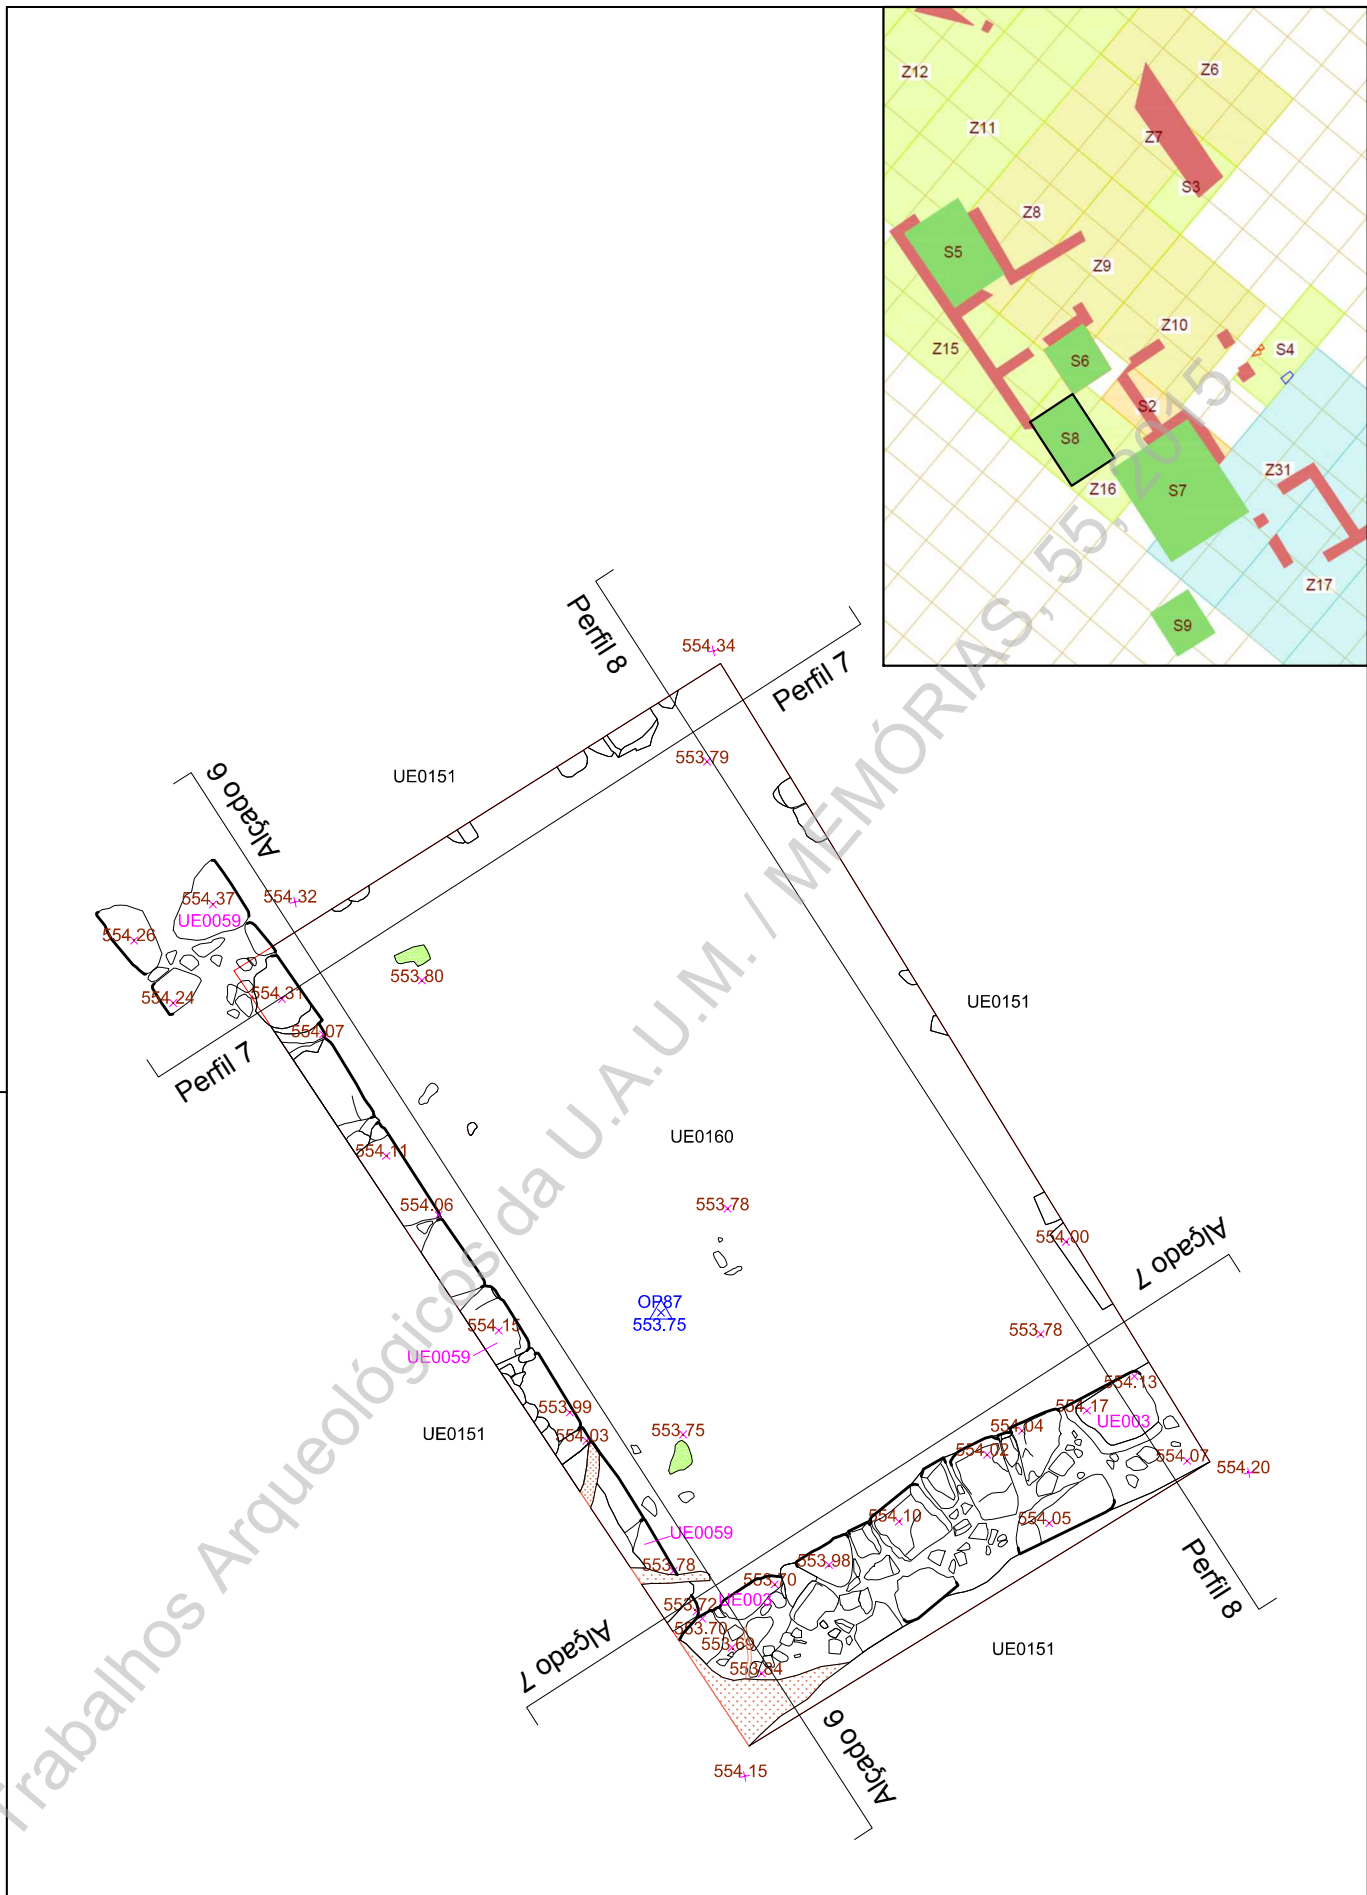 Z12
Z6
Z11
Z7
S3
Z8
S5
Z9
Z10
S4
Z15
S6
S2
S8
Z31
Z16
S7
Z17
S9
Perfil 8
554.34
Perfil 7
553.79
UE0151
Alçado 6
554.37
554.32
UE0059
554.26
553.80
554.31
554.24
UE0151
554.07
Perfil 7
UE0160
554.11
554.06
553.78
554.00
Alçado 7
OP87
553.75
554.15
553.78
UE0059
554.13
553.99
554.17
UE003
UE0151
554.03
553.75
554.04
554.02
554.07
554.20
554.10
554.05
UE0059
553.98
553.78
553.70
Perfil 8
UE003
553.72
553.70
Alçado 7
553.69
UE0151
553.84
Alçado 6
554.15
Trabalhos Arqueológicos da U.A.U.M. / MEMÓRIAS, 55, 2015